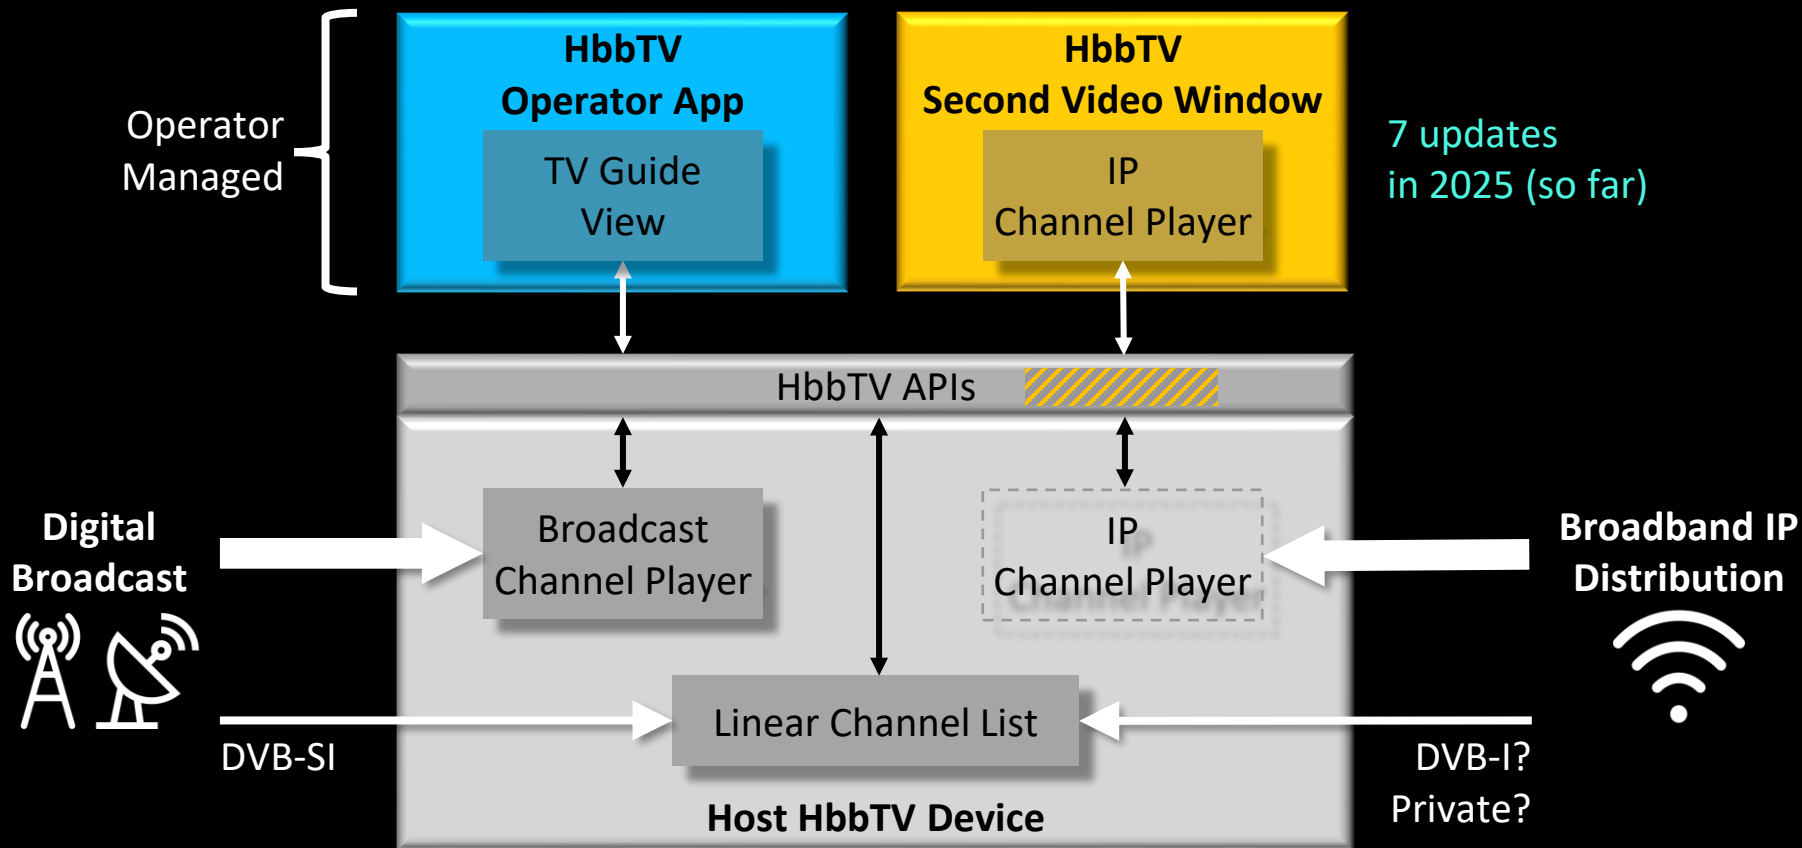 HbbTV
Operator App
TV Guide
View
HbbTV
Second Video Window
IP
Channel Player
Operator
Managed
7 updates
in 2025 (so far)
HbbTV APIs
Broadcast
Channel Player
IP
Channel Player
Digital
Broadcast
Broadband IP
Distribution
Linear Channel List
DVB-SI
DVB-I?
Private?
Host HbbTV Device